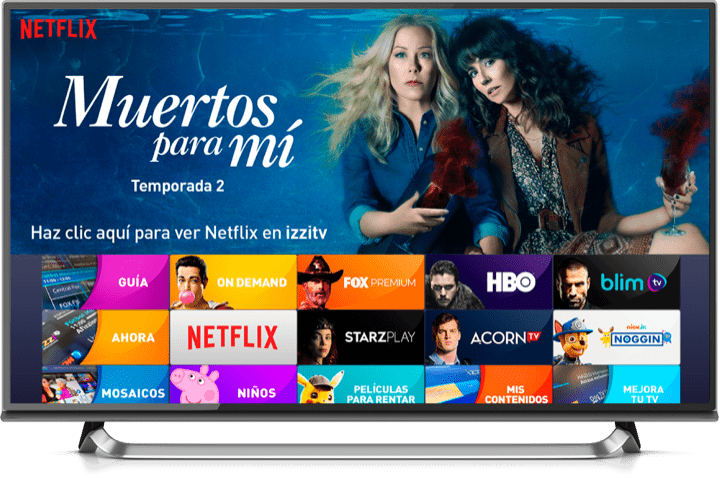 NETFLIX
Muertos
para mí
Temporada 2
Haz clic aquí para ver Netflix en izzitv
GUÍA
ON DEMAND
FOX PREMIUM
HBO
blim tv
AHORA
NETFLIX
STARZPLAY
ACORN TV
nick jr.
NOGGIN
MOSAICOS
NIÑOS
PELÍCULAS
PARA RENTAR
MIS
CONTENIDOS
MEJORA
TU TV